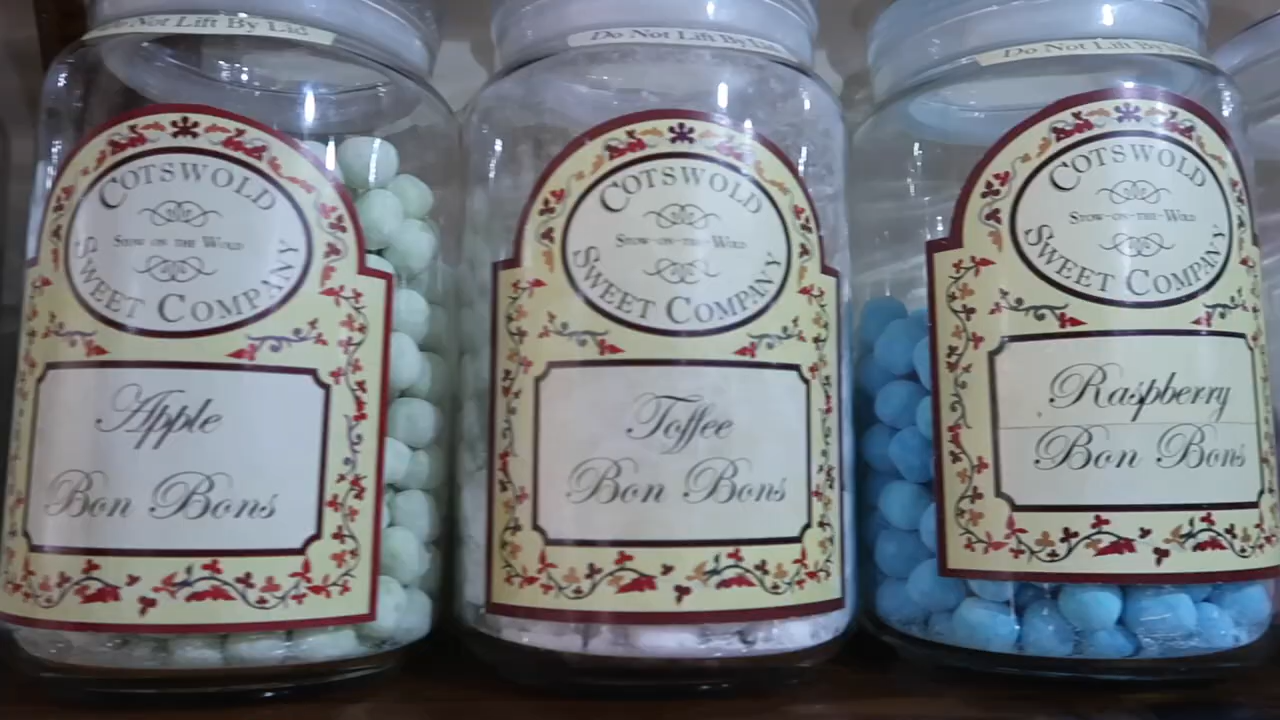 Do Not Lift By Lid
COTSWOLD
STOW ON THE WOLD
SWEET COMPANY
Apple
Bon Bons
Do Not Lift By Lid
COTSWOLD
STOW-ON-THE-WOLD
SWEET COMPANY
Toffee
Bon Bons
Do Not Lift By Lid
COTSWOLD
STOW-ON-THE-WOLD
SWEET COMPANY
Raspberry
Bon Bons